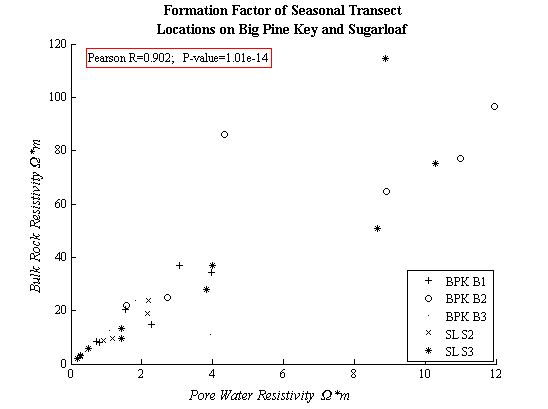 Formation Factor of Seasonal Transect
Locations on Big Pine Key and Sugarloaf
Pearson R=0.902; P-value=1.01e-14
120
100
80
60
40
20
0
Bulk Rock Resistivity Ω*m
BPK B1
BPK B2
BPK B3
SL S2
SL S3
0 2 4 6 8 10 12
Pore Water Resistivity Ω*m